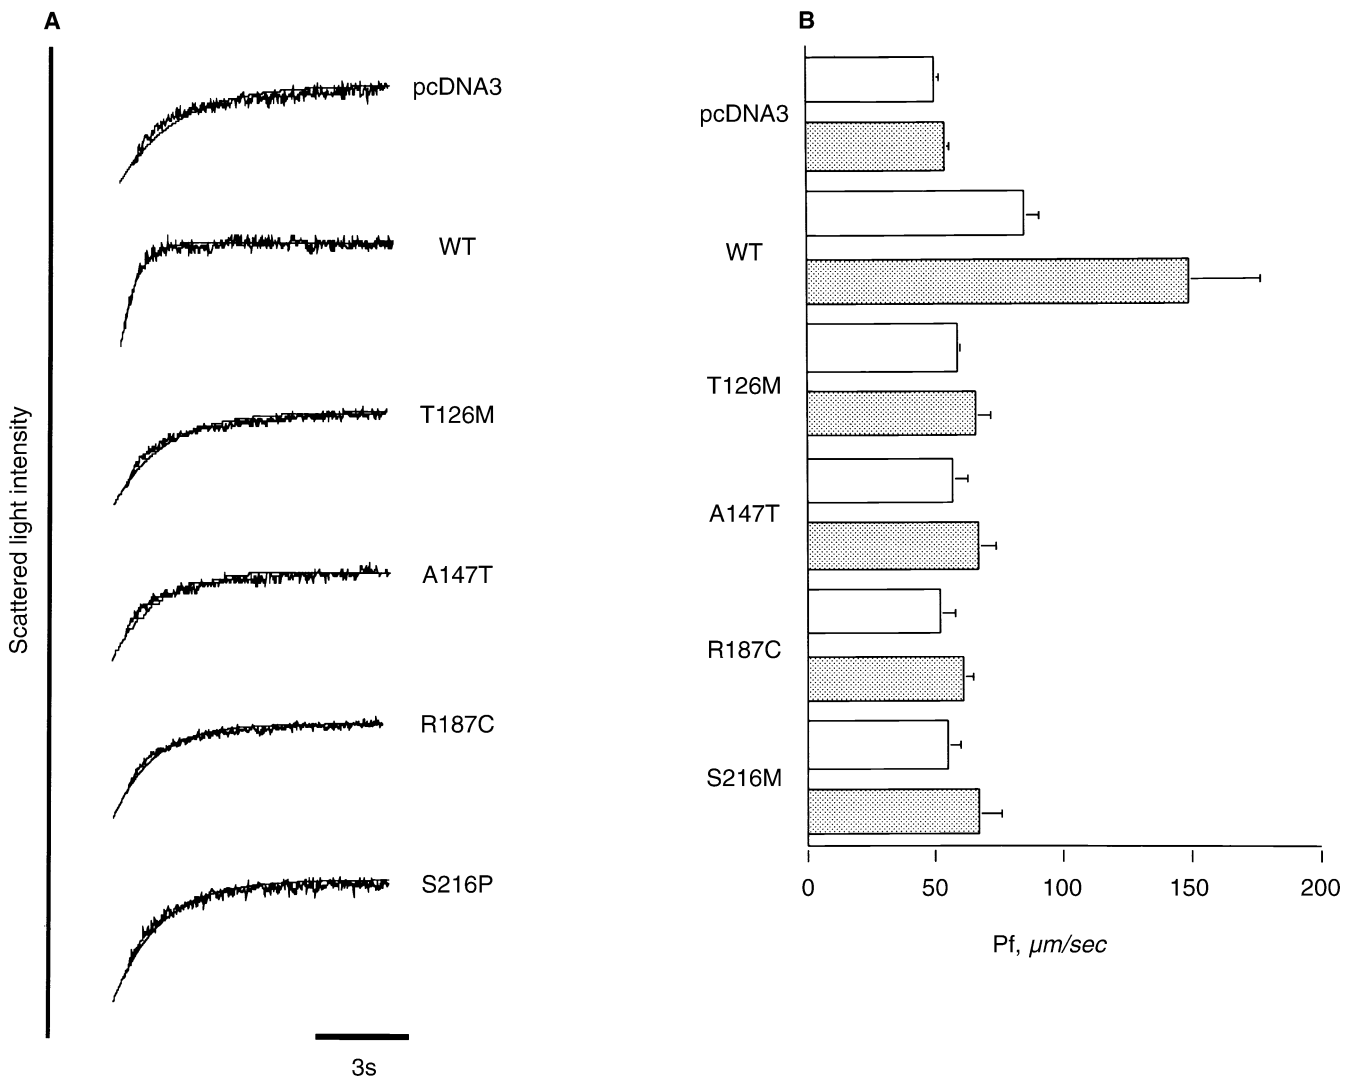 A
Scattered light intensity
pcDNA3
WT
T126M
A147T
R187C
S216P
3s
B
pcDNA3
WT
T126M
A147T
R187C
S216M
0 50 100 150 200
Pf, µm/sec